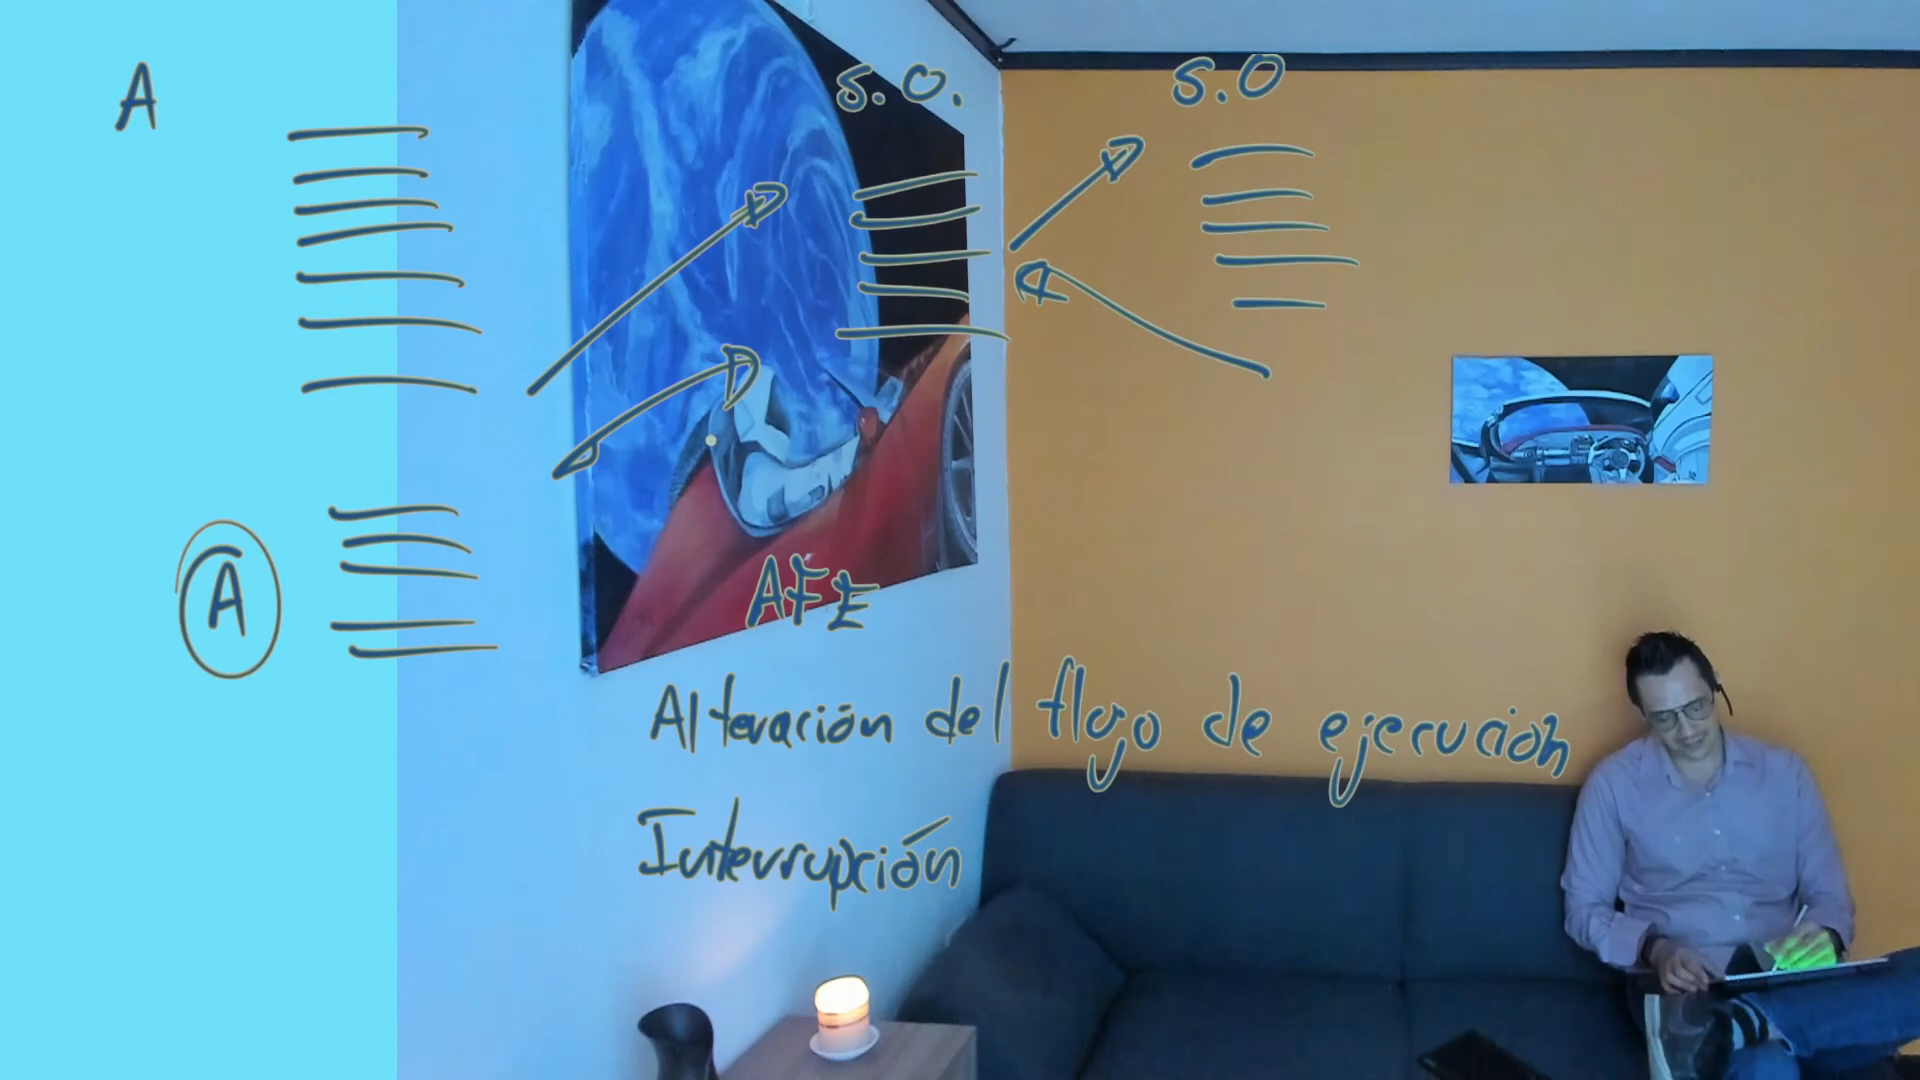 A
S.O.
S.O
A
AFE
Alteración del flujo de ejecución
Interrupción